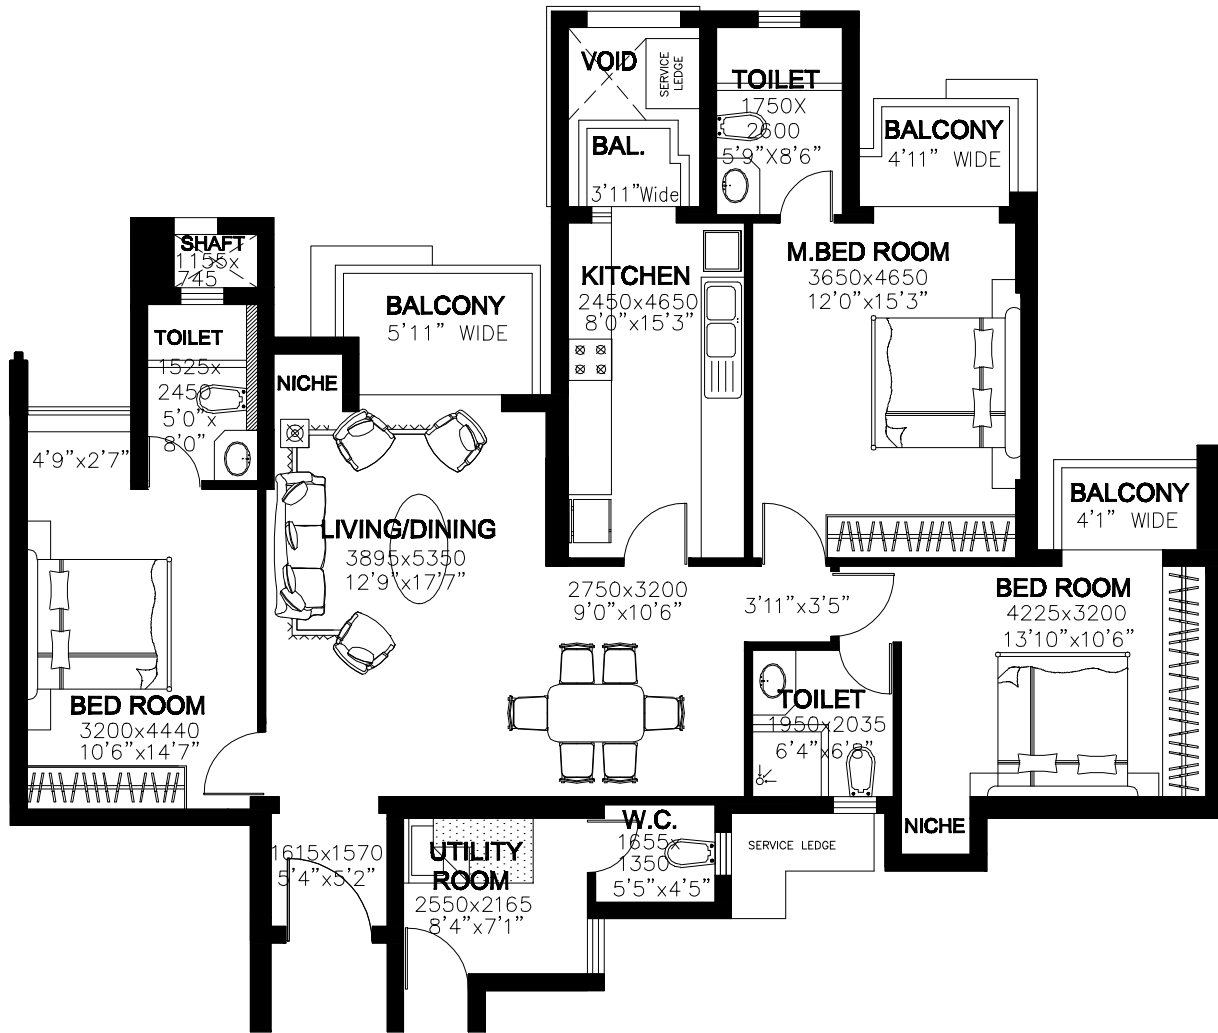 VOID
SERVICE
LEDGE
BAL.
3'11"Wide
TOILET
1750X
2600
5'9"X8'6"
BALCONY
4'11" WIDE
SHAFT
1155x
745
TOILET
1525x
2450
5'0"x
8'0"
NICHE
BALCONY
5'11" WIDE
KITCHEN
2450x4650
8'0"x15'3"
M.BED ROOM
3650x4650
12'0"x15'3"
4'9"x2'7"
LIVING/DINING
3895x5350
12'9"x17'7"
2750x3200
9'0"x10'6"
3'11"x3'5"
BALCONY
4'1" WIDE
BED ROOM
4225x3200
13'10"x10'6"
BED ROOM
3200x4440
10'6"x14'7"
TOILET
1950x2035
6'4"x6'8"
1615x1570
5'4"x5'2"
UTILITY
ROOM
2550x2165
8'4"x7'1"
W.C.
1655x
1350
5'5"x4'5"
SERVICE LEDGE
NICHE